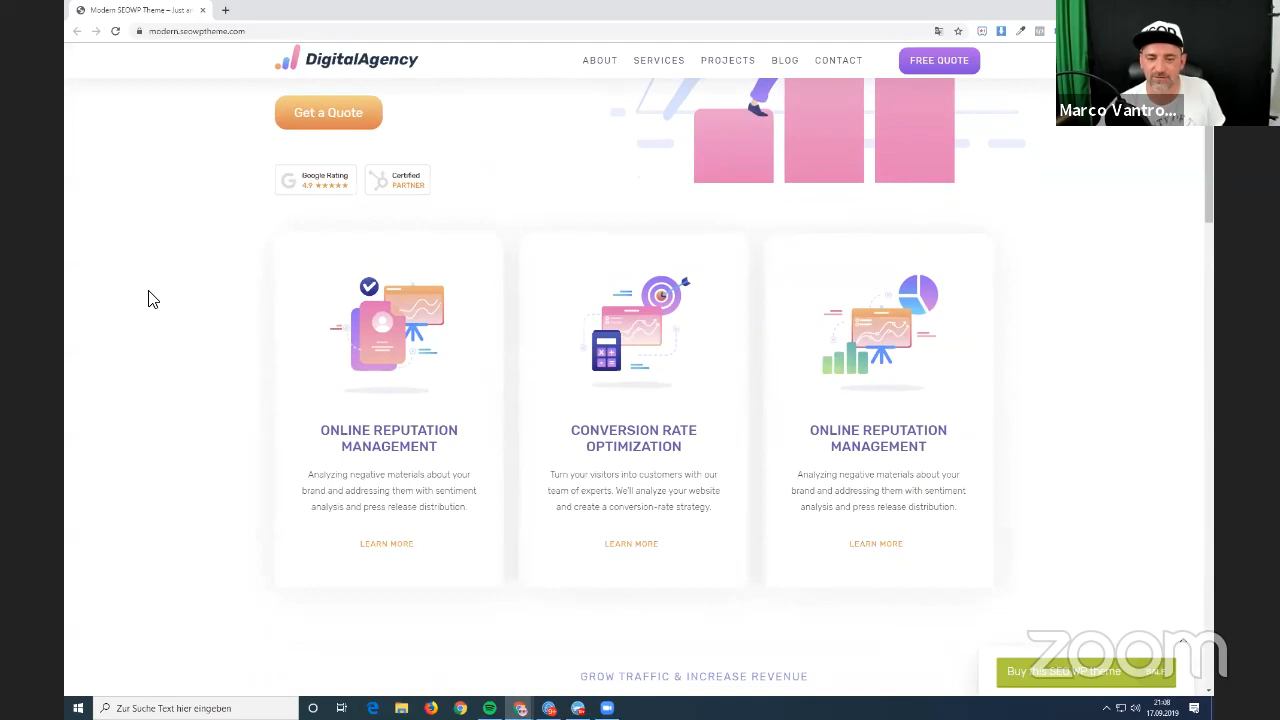 Modern SEOWP Theme – Just an
modern.seowptheme.com
DigitalAgency
ABOUT SERVICES PROJECTS BLOG CONTACT FREE QUOTE
Marco Vantro...
Get a Quote
Google Rating
4.9 ★★★★★
Certified
PARTNER
ONLINE REPUTATION
MANAGEMENT
Analyzing negative materials about your
brand and addressing them with sentiment
analysis and press release distribution.
LEARN MORE
CONVERSION RATE
OPTIMIZATION
Turn your visitors into customers with our
team of experts. We'll analyze your website
and create a conversion-rate strategy.
LEARN MORE
ONLINE REPUTATION
MANAGEMENT
Analyzing negative materials about your
brand and addressing them with sentiment
analysis and press release distribution.
LEARN MORE
GROW TRAFFIC & INCREASE REVENUE
Buy this SEO WP theme SALE
zoom
Zur Suche Text hier eingeben
21:08
17.09.2019